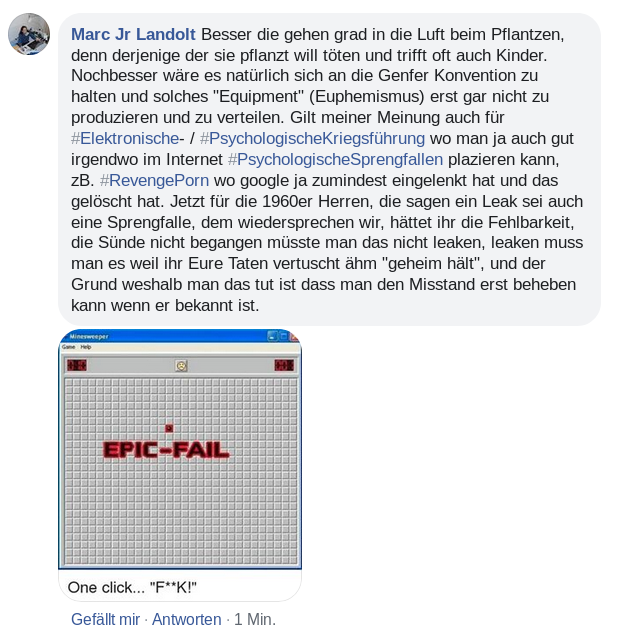 Marc Jr Landolt Besser die gehen grad in die Luft beim Pflantzen,
denn derjenige der sie pflanzt will töten und trifft oft auch Kinder.
Nochbesser wäre es natürlich sich an die Genfer Konvention zu
halten und solches "Equipment" (Euphemismus) erst gar nicht zu
produzieren und zu verteilen. Gilt meiner Meinung auch für
#Elektronische- / #PsychologischeKriegsführung wo man ja auch gut
irgendwo im Internet #PsychologischeSprengfallen plazieren kann,
zB. #RevengePorn wo google ja zumindest eingelenkt hat und das
gelöscht hat. Jetzt für die 1960er Herren, die sagen ein Leak sei auch
eine Sprengfalle, dem wiedersprechen wir, hättet ihr die Fehlbarkeit,
die Sünde nicht begangen müsste man das nicht leaken, leaken muss
man es weil ihr Eure Taten vertuscht ähm "geheim hält", und der
Grund weshalb man das tut ist dass man den Misstand erst beheben
kann wenn er bekannt ist.
Minesweeper
Game Help
EPIC-FAIL
One click... "F**K!"
Gefällt mir · Antworten · 1 Min.